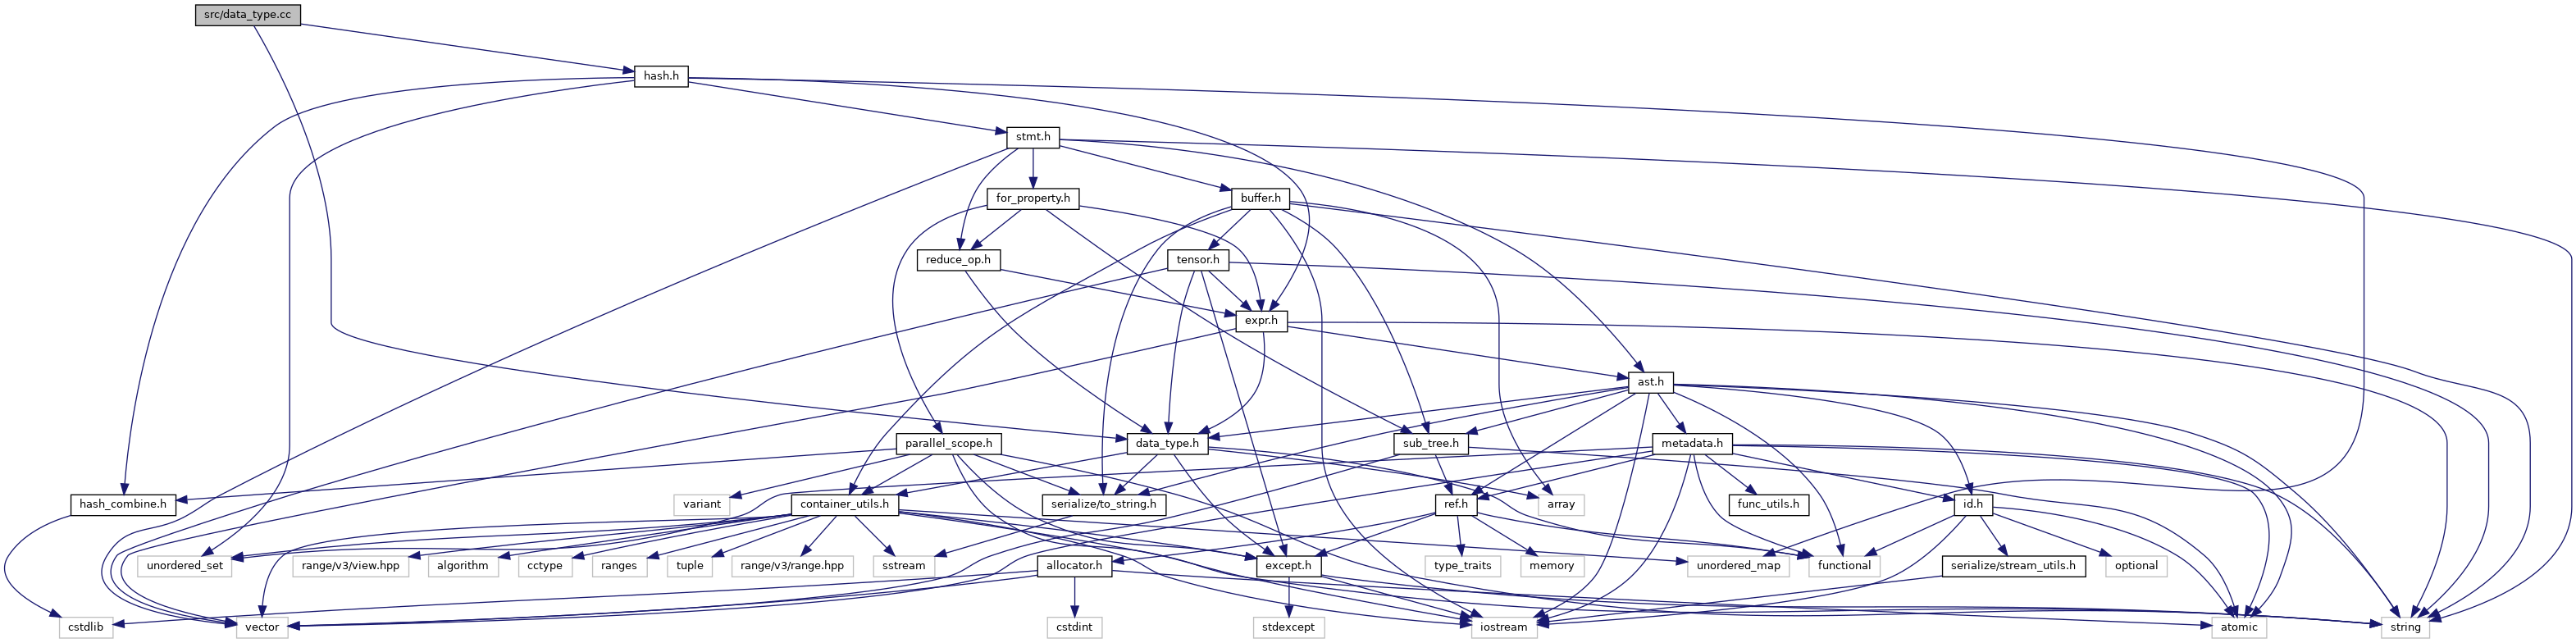 src/data_type.cc
hash.h
stmt.h
for_property.h
buffer.h
reduce_op.h
tensor.h
expr.h
ast.h
parallel_scope.h
data_type.h
sub_tree.h
metadata.h
hash_combine.h
variant
container_utils.h
serialize/to_string.h
ref.h
array
func_utils.h
id.h
unordered_set
range/v3/view.hpp
algorithm
cctype
ranges
tuple
range/v3/range.hpp
sstream
allocator.h
except.h
type_traits
memory
unordered_map
functional
serialize/stream_utils.h
optional
cstdlib
vector
cstdint
stdexcept
iostream
atomic
string